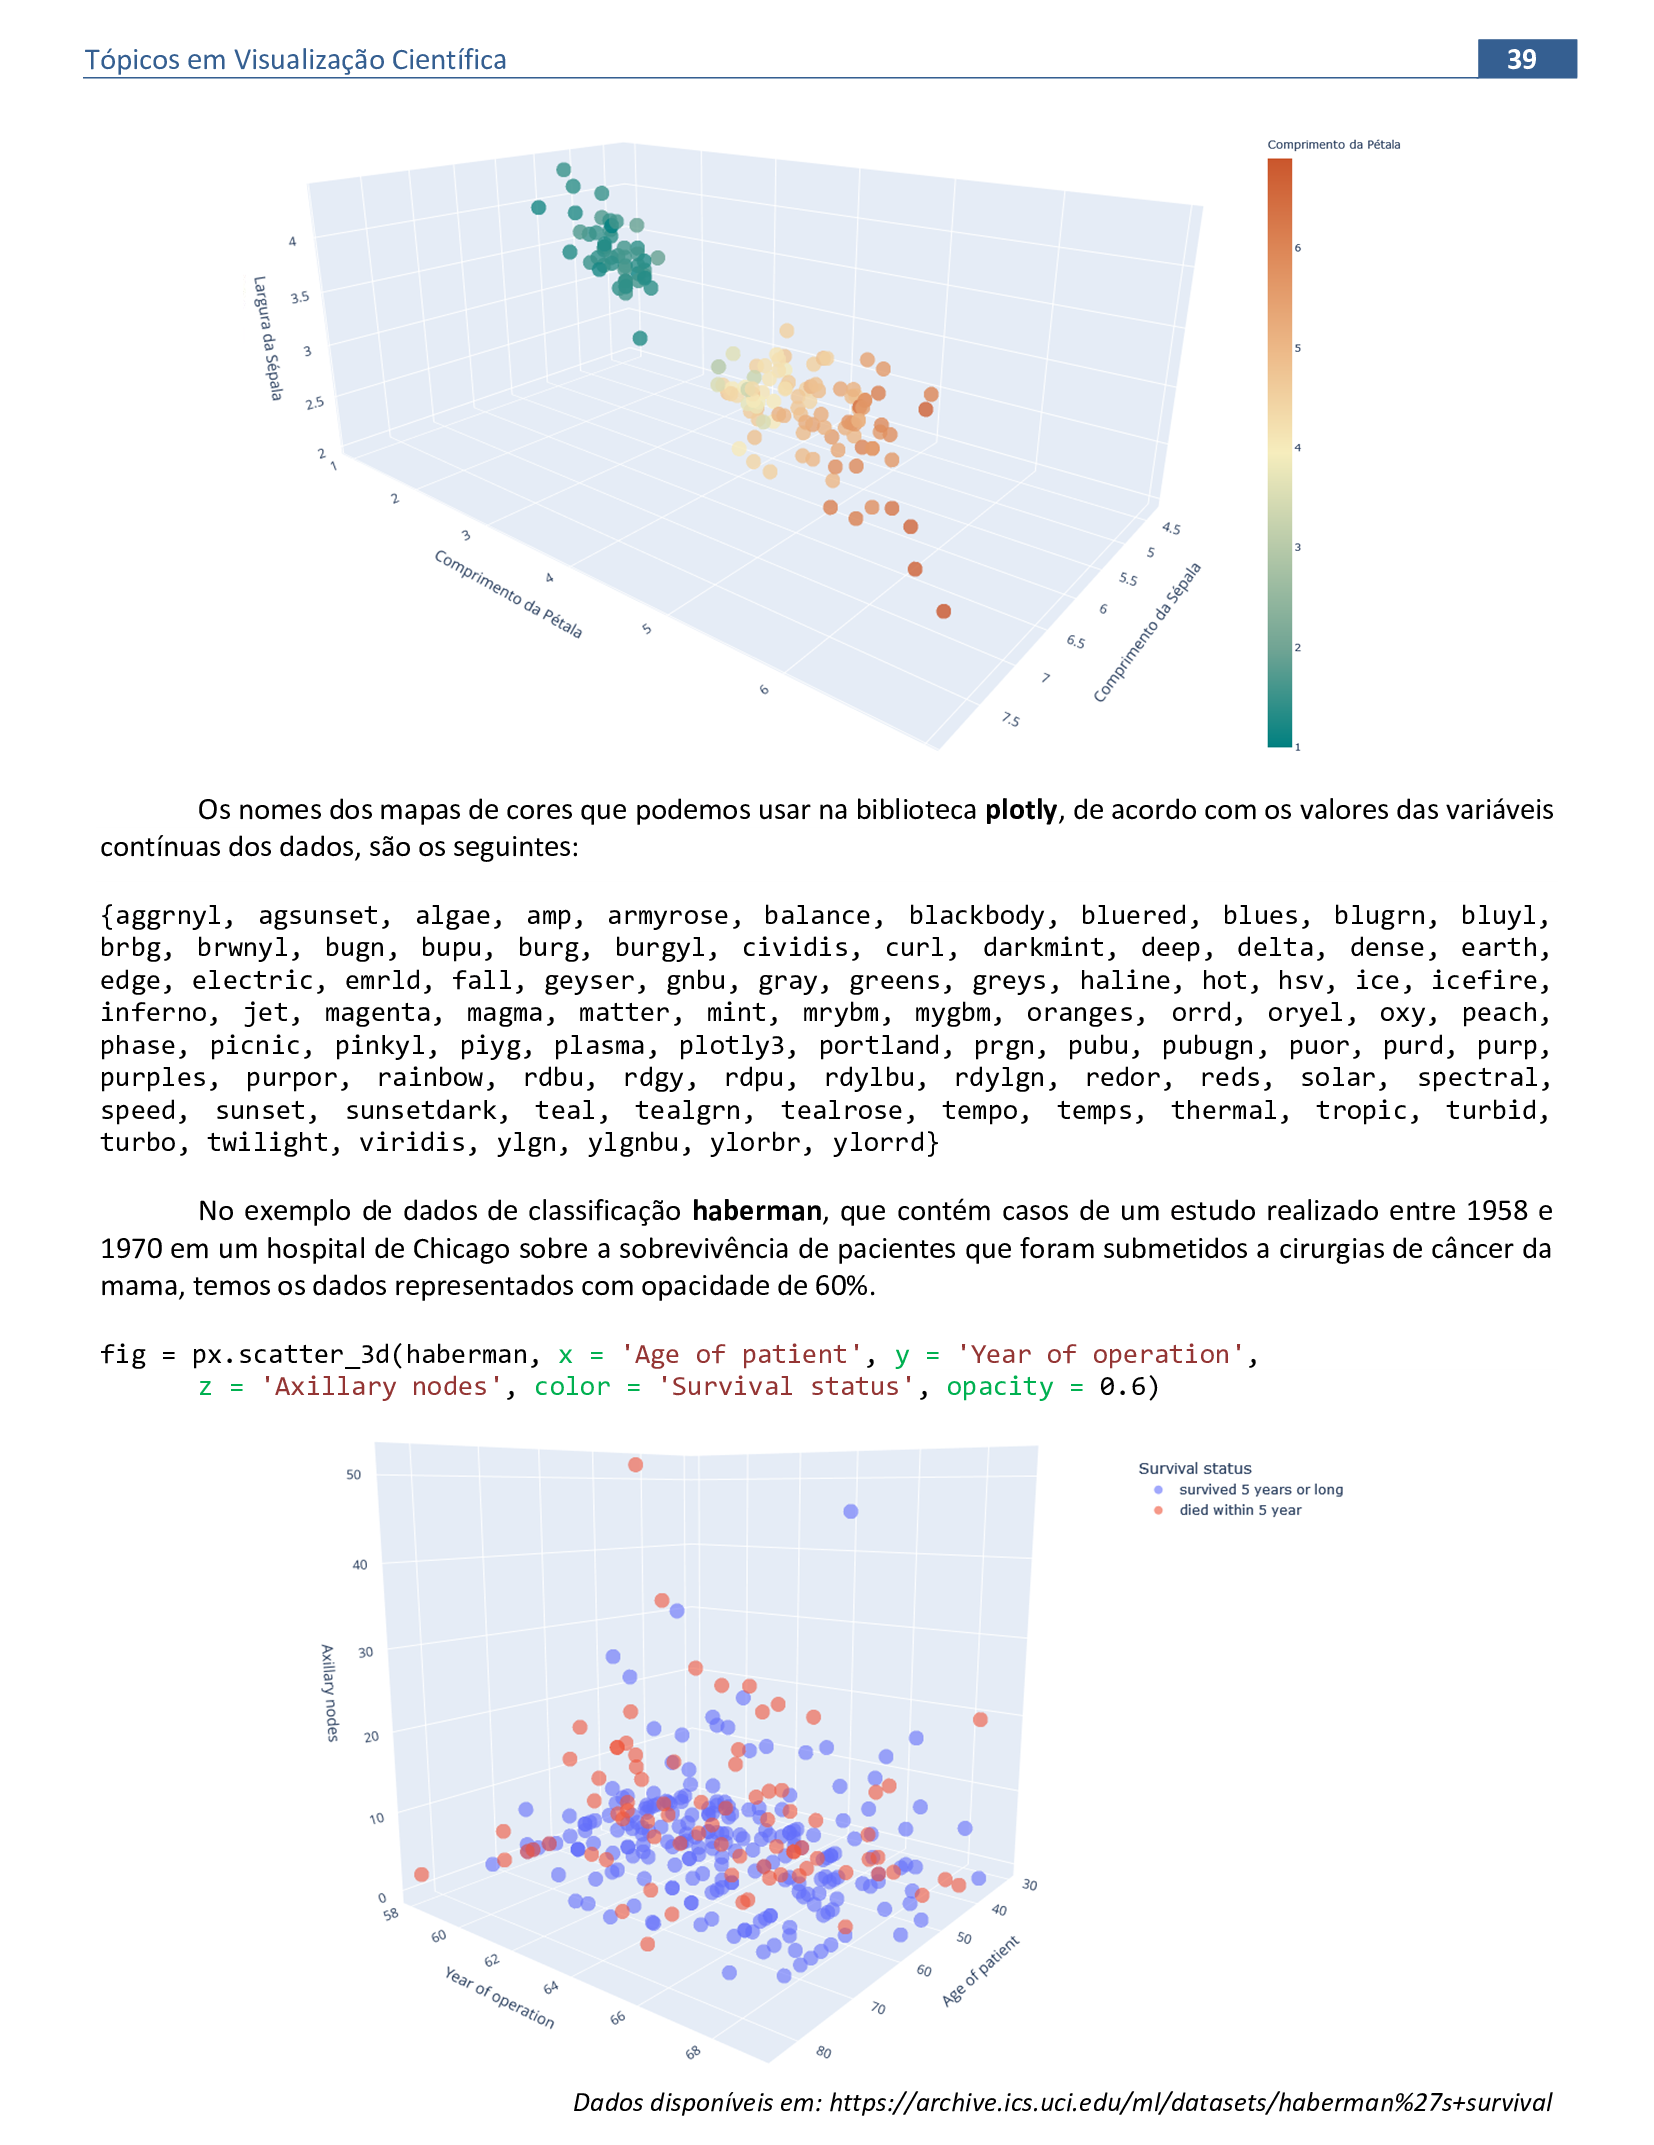 Tópicos em Visualização Científica
39
Comprimento da Pétala
6
5
4
3
2
1
Largura da Sépala
4
3.5
3
2.5
2
1
2
3
4
5
6
Comprimento da Pétala
4.5
5
5.5
6
6.5
7
7.5
Comprimento da Sépala
Os nomes dos mapas de cores que podemos usar na biblioteca plotly, de acordo com os valores das variáveis
contínuas dos dados, são os seguintes:
{aggrnyl, agsunset, algae, amp, armyrose, balance, blackbody, bluered, blues, blugrn, bluyl,
brbg, brwnyl, bugn, bupu, burg, burgyl, cividis, curl, darkmint, deep, delta, dense, earth,
edge, electric, emrld, fall, geyser, gnbu, gray, greens, greys, haline, hot, hsv, ice, icefire,
inferno, jet, magenta, magma, matter, mint, mrybm, mygbm, oranges, orrd, oryel, oxy, peach,
phase, picnic, pinkyl, piyg, plasma, plotly3, portland, prgn, pubu, pubugn, puor, purd, purp,
purples, purpor, rainbow, rdbu, rdgy, rdpu, rdylbu, rdylgn, redor, reds, solar, spectral,
speed, sunset, sunsetdark, teal, tealgrn, tealrose, tempo, temps, thermal, tropic, turbid,
turbo, twilight, viridis, ylgn, ylgnbu, ylorbr, ylorrd}
No exemplo de dados de classificação haberman, que contém casos de um estudo realizado entre 1958 e
1970 em um hospital de Chicago sobre a sobrevivência de pacientes que foram submetidos a cirurgias de câncer da
mama, temos os dados representados com opacidade de 60%.
fig = px.scatter_3d(haberman, x = 'Age of patient', y = 'Year of operation',
z = 'Axillary nodes', color = 'Survival status', opacity = 0.6)
Survival status
survived 5 years or long
died within 5 year
Axillary nodes
50
40
30
20
10
0
58
60
62
64
66
68
Year of operation
30
40
50
60
70
80
Age of patient
Dados disponíveis em: https://archive.ics.uci.edu/ml/datasets/haberman%27s+survival